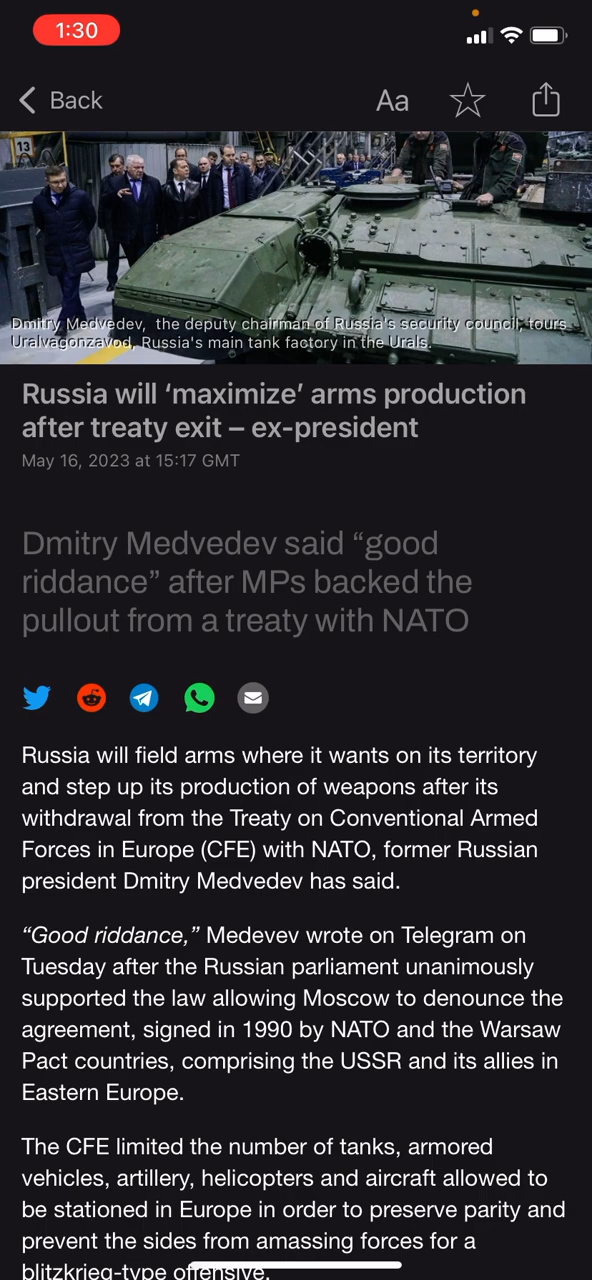 1:30
Back
Aa
13
Dmitry Medvedev,  the deputy chairman of Russia's security council, tours
Uralvagonzavod, Russia's main tank factory in the Urals.
Russia will ‘maximize’ arms production
after treaty exit – ex-president
May 16, 2023 at 15:17 GMT
Dmitry Medvedev said “good
riddance” after MPs backed the
pullout from a treaty with NATO
Russia will field arms where it wants on its territory
and step up its production of weapons after its
withdrawal from the Treaty on Conventional Armed
Forces in Europe (CFE) with NATO, former Russian
president Dmitry Medvedev has said.
“Good riddance,” Medevev wrote on Telegram on
Tuesday after the Russian parliament unanimously
supported the law allowing Moscow to denounce the
agreement, signed in 1990 by NATO and the Warsaw
Pact countries, comprising the USSR and its allies in
Eastern Europe.
The CFE limited the number of tanks, armored
vehicles, artillery, helicopters and aircraft allowed to
be stationed in Europe in order to preserve parity and
prevent the sides from amassing forces for a
blitzkrieg-type offensive.